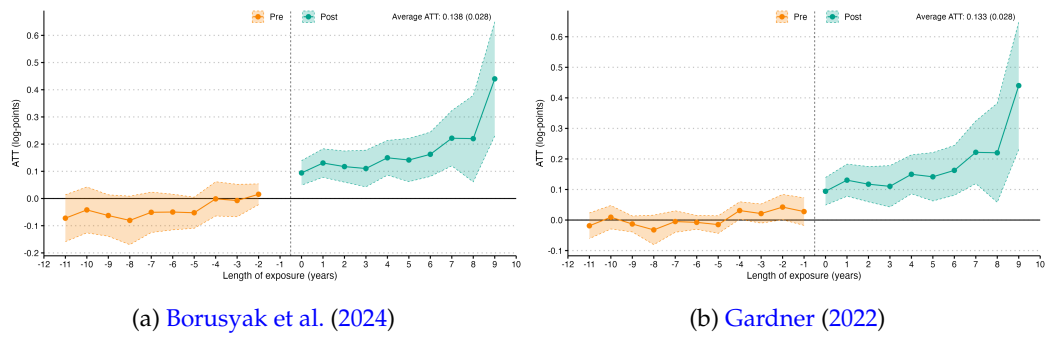 Pre Post Average ATT: 0.138 (0.028)
ATT (log-points)
0.6
0.5
0.4
0.3
0.2
0.1
0.0
-0.1
-0.2
-12 -11 -10 -9 -8 -7 -6 -5 -4 -3 -2 -1 0 1 2 3 4 5 6 7 8 9 10
Length of exposure (years)
(a) Borusyak et al. (2024)
Pre Post Average ATT: 0.133 (0.028)
ATT (log-points)
0.6
0.5
0.4
0.3
0.2
0.1
0.0
-0.1
-12 -11 -10 -9 -8 -7 -6 -5 -4 -3 -2 -1 0 1 2 3 4 5 6 7 8 9 10
Length of exposure (years)
(b) Gardner (2022)